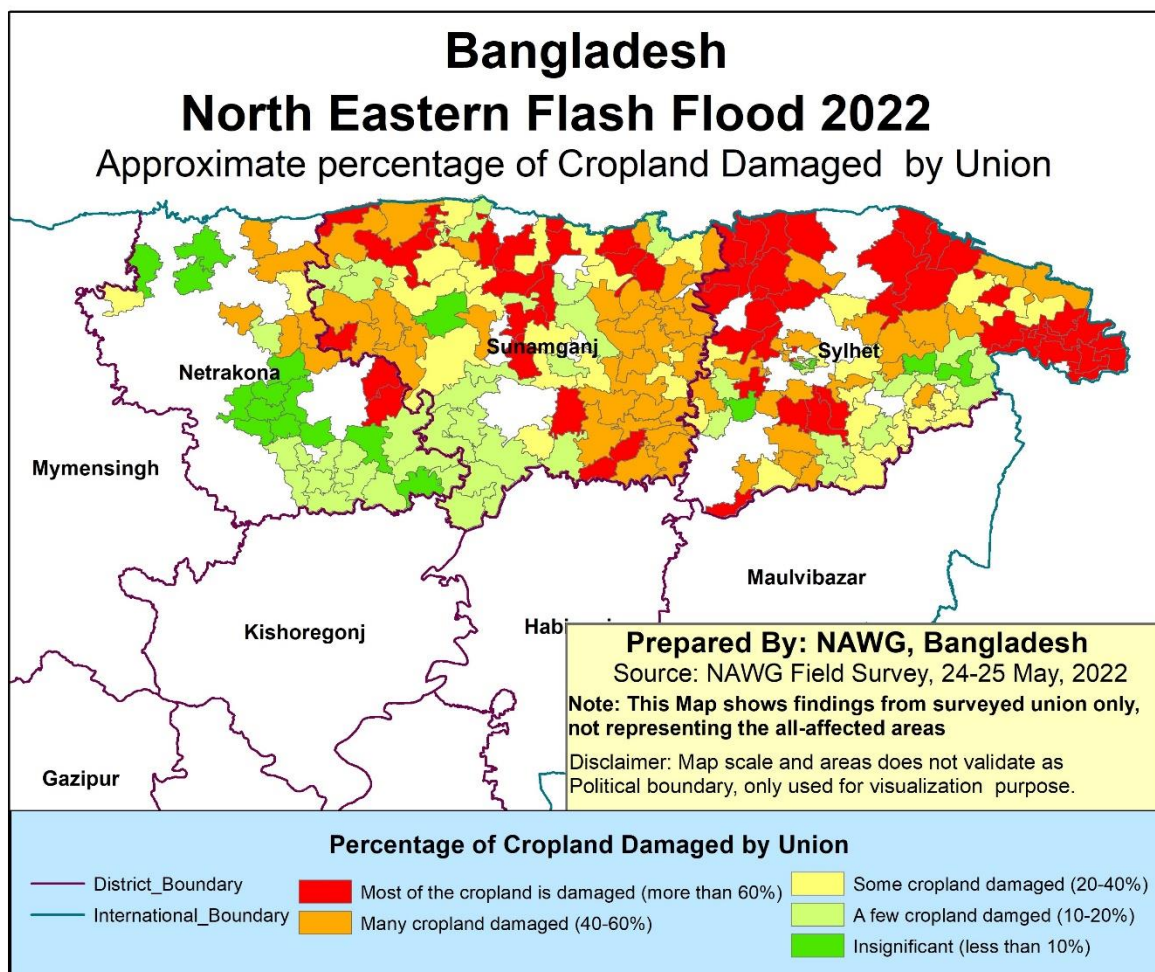 Bangladesh
North Eastern Flash Flood 2022
Approximate percentage of Cropland Damaged by Union
Sunamganj
Sylhet
Netrakona
Mymensingh
Maulvibazar
Kishoregonj
Gazipur
Prepared By: NAWG, Bangladesh
Source: NAWG Field Survey, 24-25 May, 2022
Note: This Map shows findings from surveyed union only,
not representing the all-affected areas
Disclaimer: Map scale and areas does not validate as
Political boundary, only used for visualization purpose.
Percentage of Cropland Damaged by Union
District_Boundary
International_Boundary
Most of the cropland is damaged (more than 60%)
Many cropland damaged (40-60%)
Some cropland damaged (20-40%)
A few cropland damged (10-20%)
Insignificant (less than 10%)